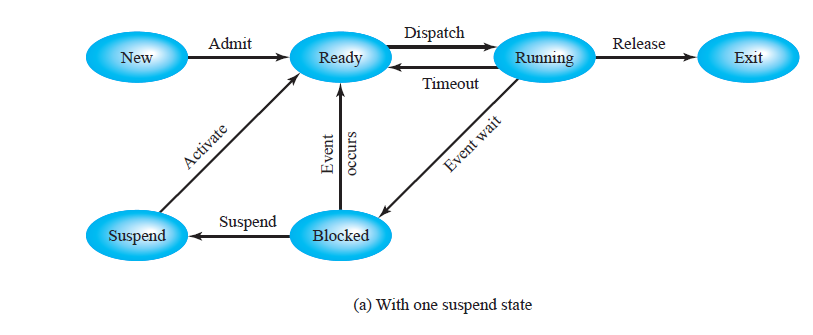 New
Admit
Ready
Dispatch
Timeout
Running
Release
Exit
Activate
Event
occurs
Event wait
Suspend
Suspend
Blocked
(a) With one suspend state